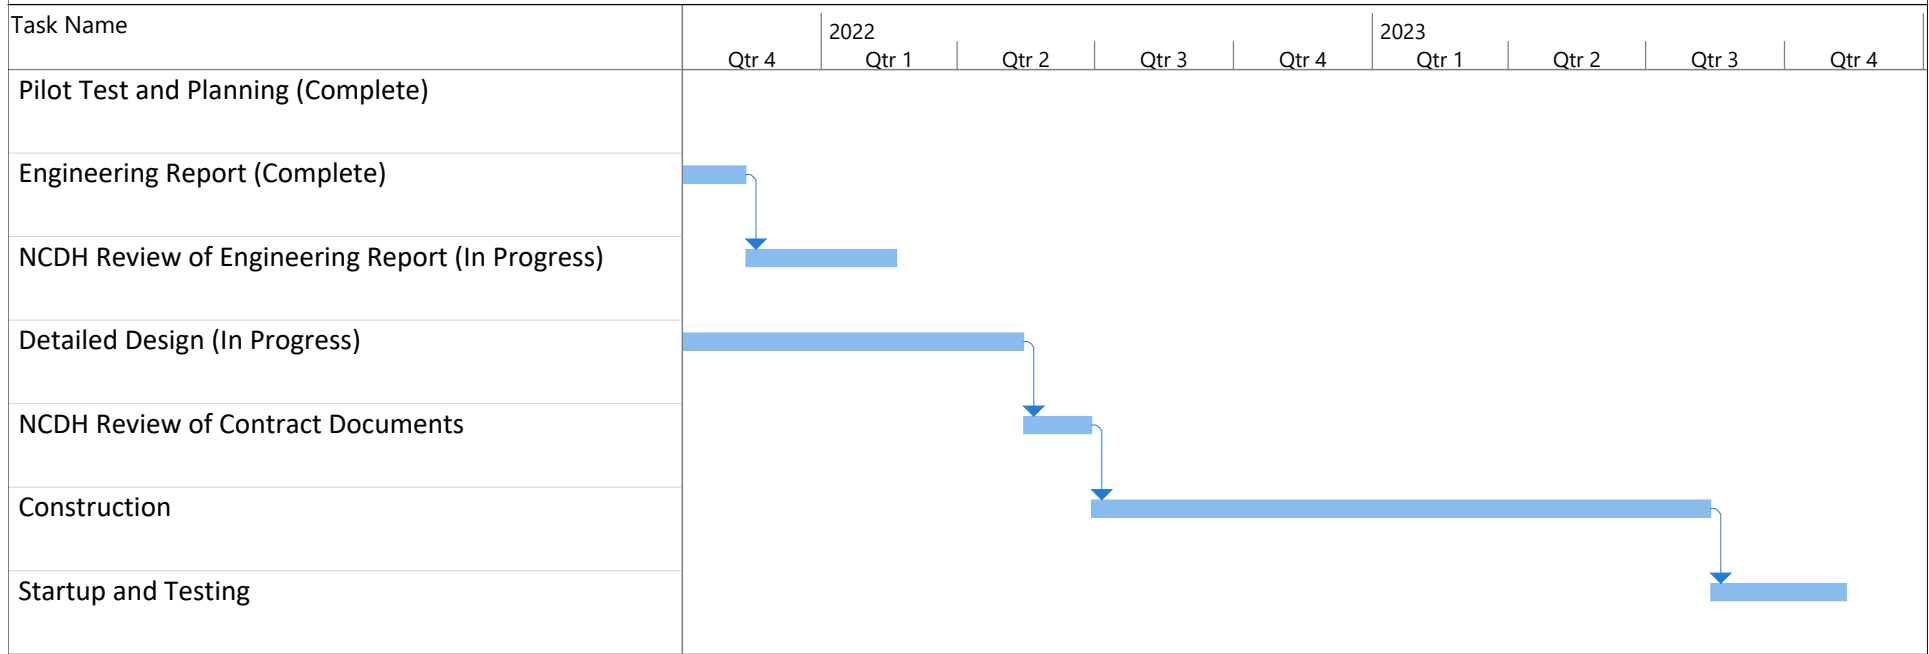 Task Name
2022
2023
Qtr 4
Qtr 1
Qtr 2
Qtr 3
Qtr 4
Qtr 1
Qtr 2
Qtr 3
Qtr 4
Pilot Test and Planning (Complete)
Engineering Report (Complete)
NCDH Review of Engineering Report (In Progress)
Detailed Design (In Progress)
NCDH Review of Contract Documents
Construction
Startup and Testing